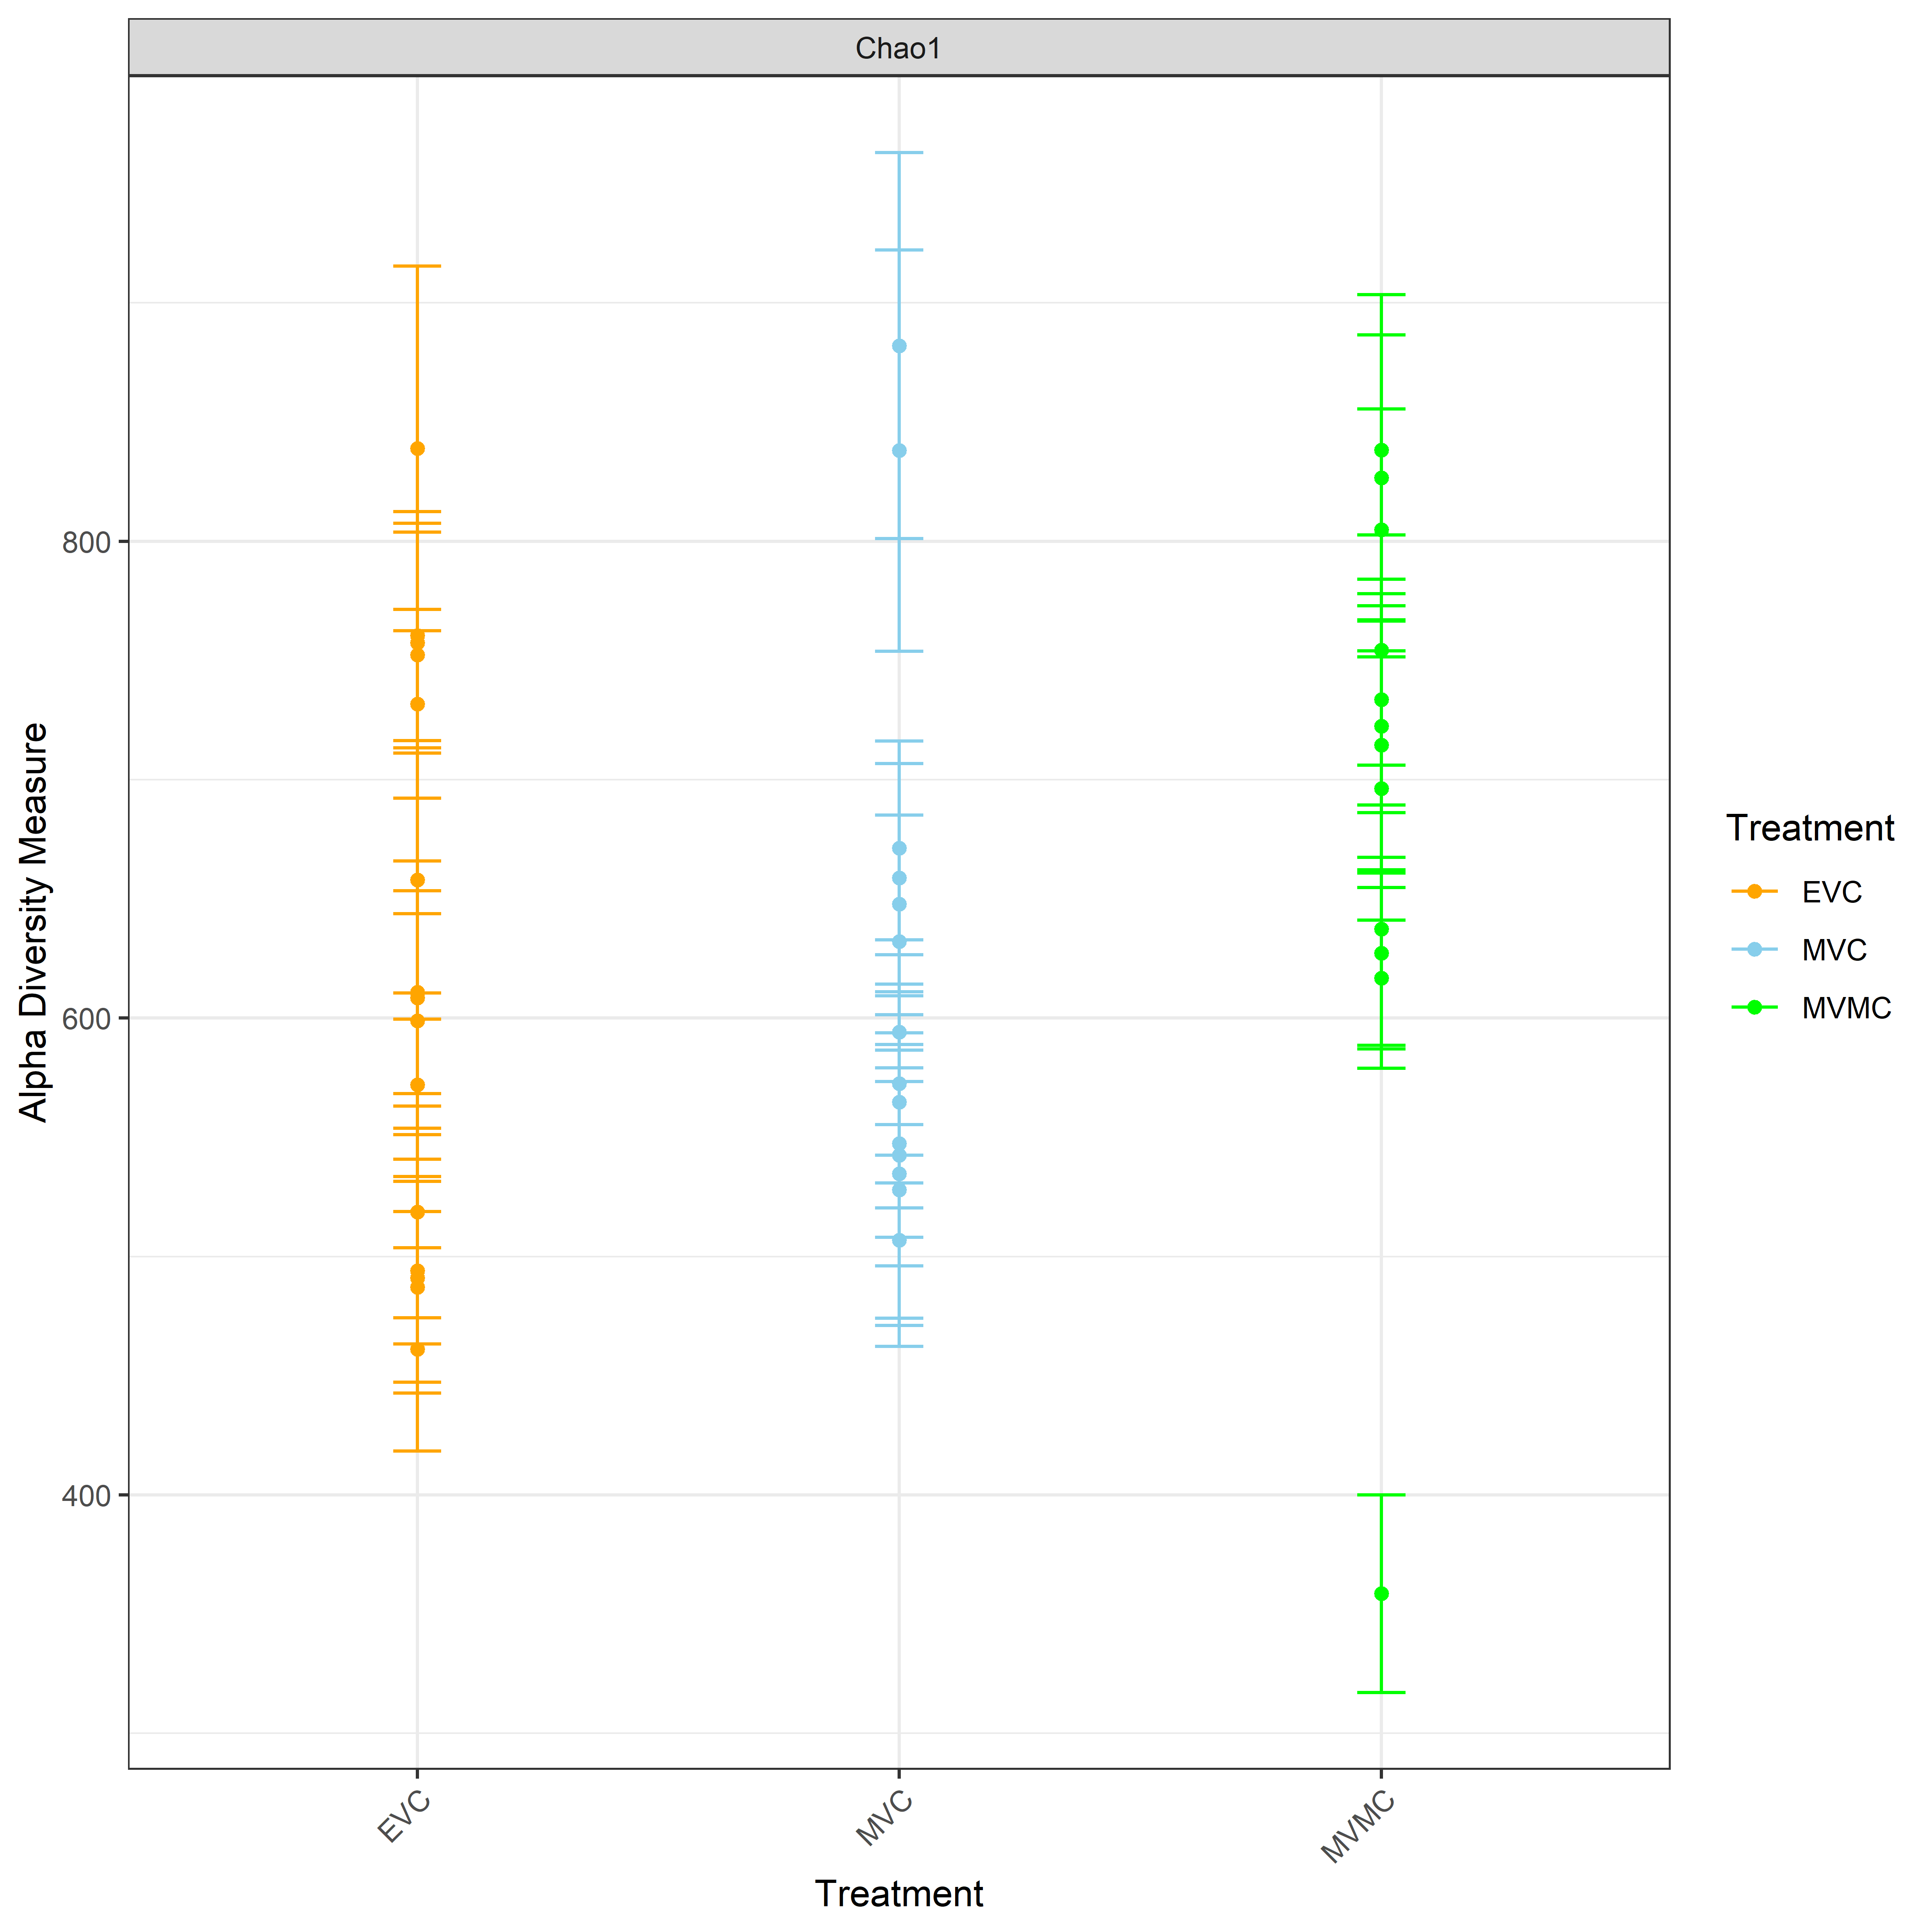 Chao1
Alpha Diversity Measure
800
600
400
EVC
MVC
MVMC
Treatment
Treatment
EVC
MVC
MVMC